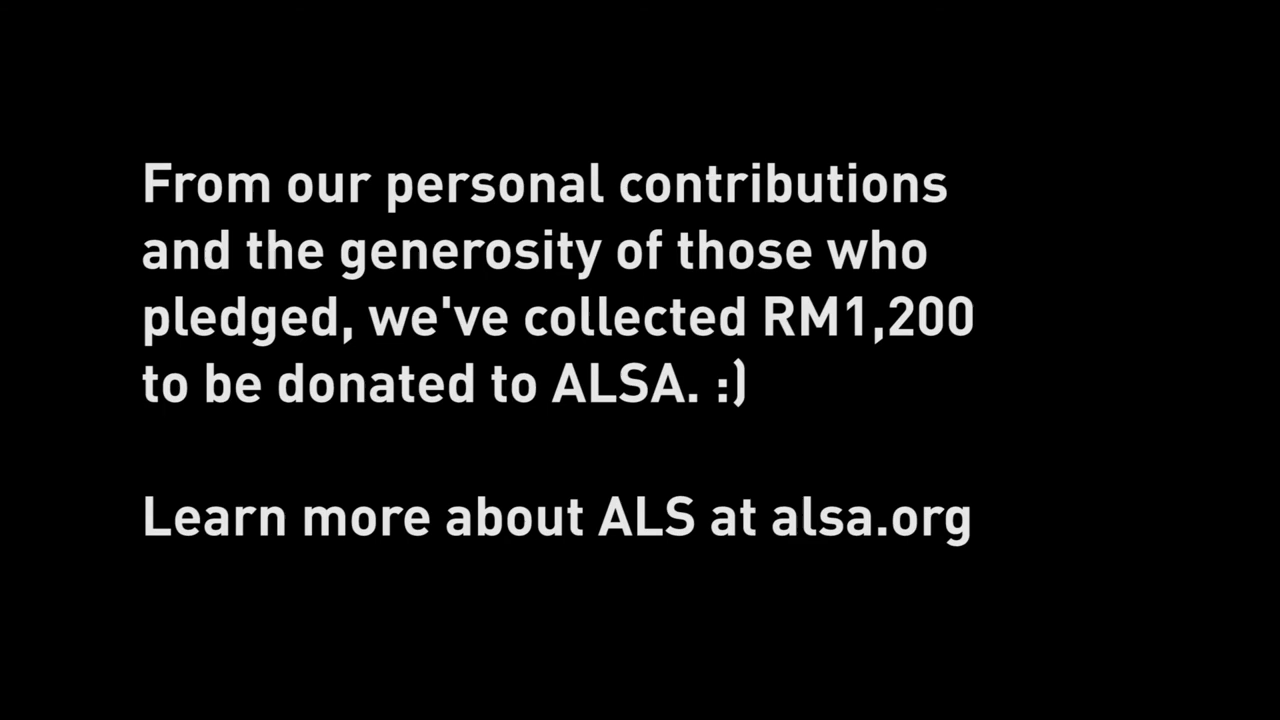 From our personal contributions
and the generosity of those who
pledged, we've collected RM1,200
to be donated to ALSA. :)
Learn more about ALS at alsa.org